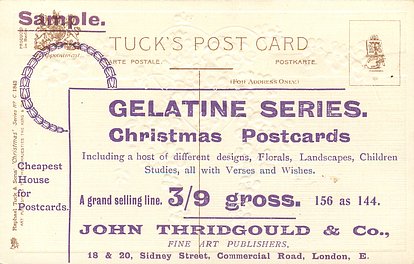 Sample.
TUCK'S POST CARD
CARTE POSTALE. POSTKARTE.
(FOR ADDRESS ONLY.)
GELATINE SERIES.
Christmas Postcards
Including a host of different designs, Florals, Landscapes, Children
Studies, all with Verses and Wishes.
Cheapest
House
for
Postcards.
A grand selling line. 3/9 gross. 156 as 144.
JOHN THRIDGOULD & Co.,
FINE ART PUBLISHERS,
18 & 20, Sidney Street, Commercial Road, London, E.